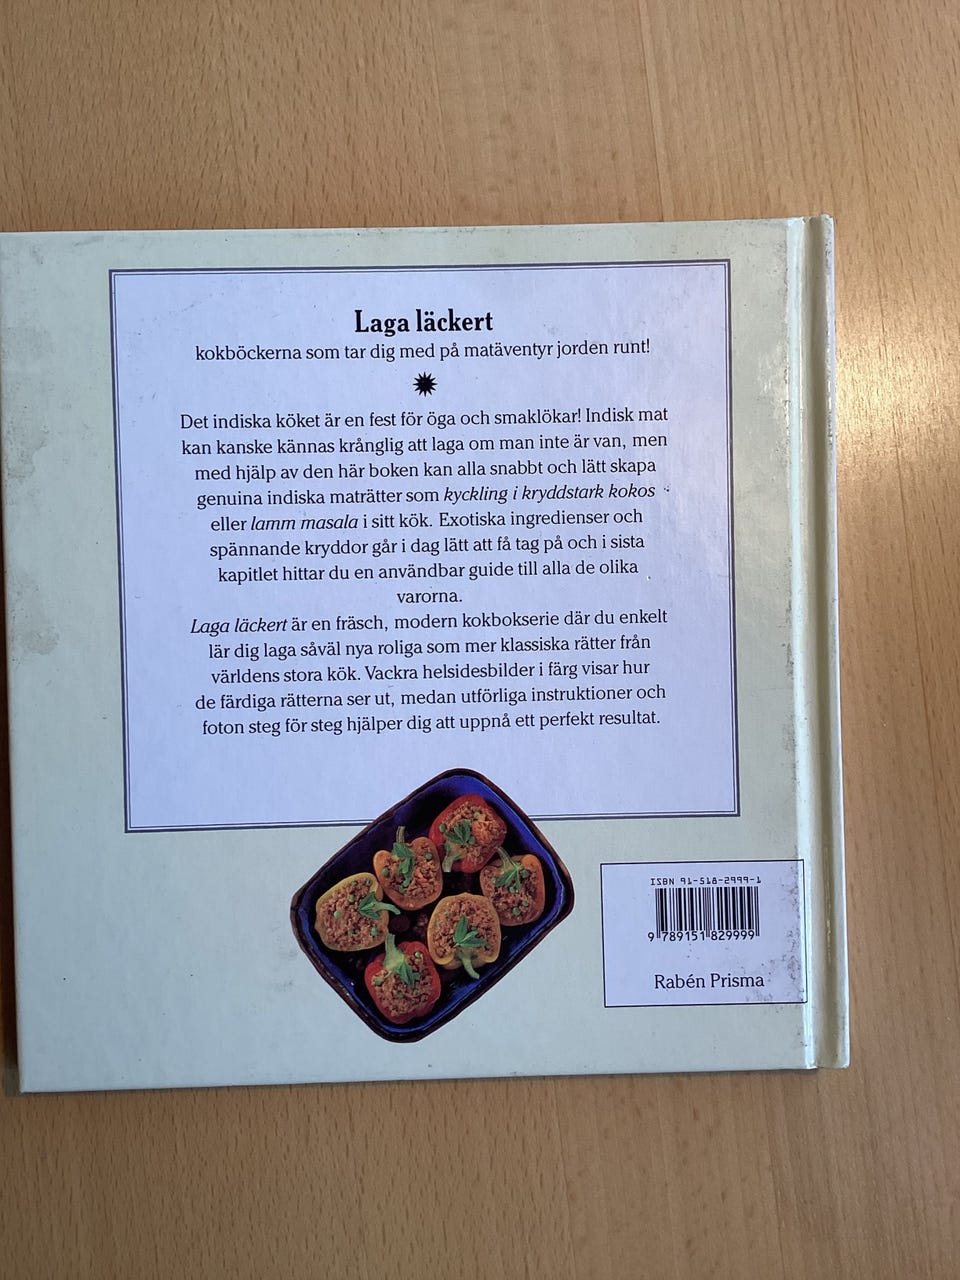 Laga läckert
kokböckerna som tar dig med på matäventyr jorden runt!
Det indiska köket är en fest för öga och smaklökar! Indisk mat
kan kanske kännas krånglig att laga om man inte är van, men
med hjälp av den här boken kan alla snabbt och lätt skapa
genuina indiska maträtter som kyckling i kryddstark kokos
eller lamm masala i sitt kök. Exotiska ingredienser och
spännande kryddor går i dag lätt att få tag på och i sista
kapitlet hittar du en användbar guide till alla de olika
varorna.
Laga läckert är en fräsch, modern kokbokserie där du enkelt
lär dig laga såväl nya roliga som mer klassiska rätter från
världens stora kök. Vackra helsidesbilder i färg visar hur
de färdiga rätterna ser ut, medan utförliga instruktioner och
foton steg för steg hjälper dig att uppnå ett perfekt resultat.
ISBN 91-518-2999-1
9 789151 829999
Rabén Prisma